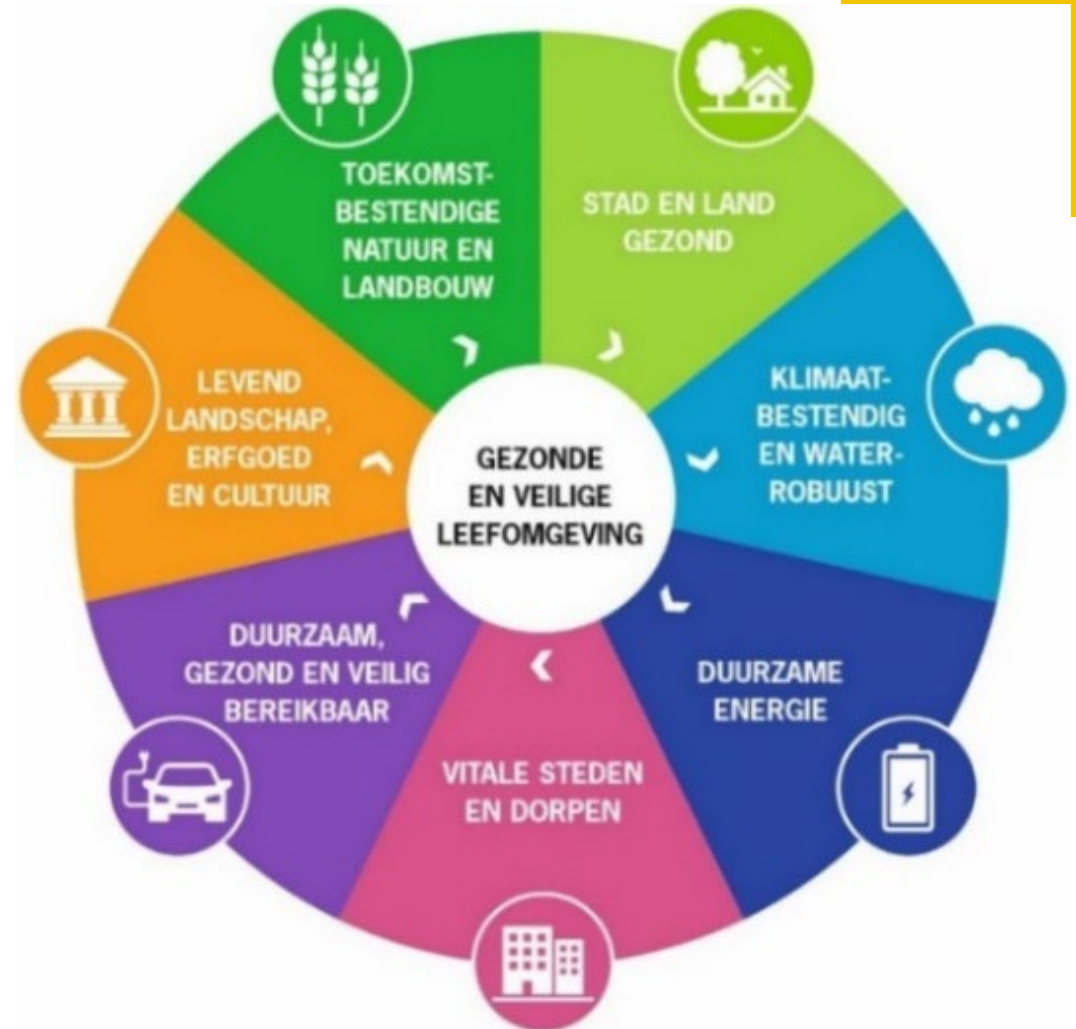 TOEKOMST-
BESTENDIGE
NATUUR EN
LANDBOUW
STAD EN LAND
GEZOND
KLIMAAT-
BESTENDIG
EN WATER-
ROBUUST
DUURZAME
ENERGIE
VITALE STEDEN
EN DORPEN
DUURZAAM,
GEZOND EN VEILIG
BEREIKBAAR
LEVEND
LANDSCHAP,
ERFGOED
EN CULTUUR
GEZONDE
EN VEILIGE
LEEFOMGEVING